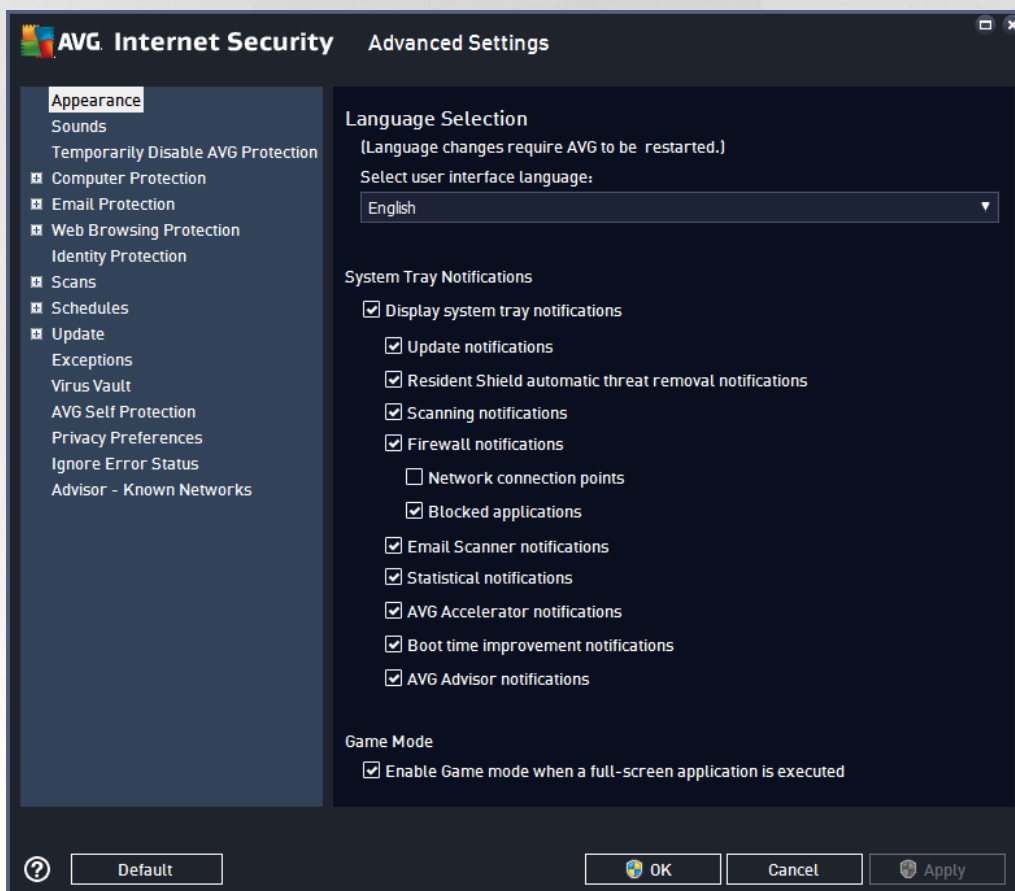 AVG. Internet Security Advanced Settings
Appearance
Sounds
Temporarily Disable AVG Protection
Computer Protection
Email Protection
Web Browsing Protection
Identity Protection
Scans
Schedules
Update
Exceptions
Virus Vault
AVG Self Protection
Privacy Preferences
Ignore Error Status
Advisor - Known Networks
Language Selection
(Language changes require AVG to be restarted.)
Select user interface language:
English
System Tray Notifications
Display system tray notifications
Update notifications
Resident Shield automatic threat removal notifications
Scanning notifications
Firewall notifications
Network connection points
Blocked applications
Email Scanner notifications
Statistical notifications
AVG Accelerator notifications
Boot time improvement notifications
AVG Advisor notifications
Game Mode
Enable Game mode when a full-screen application is executed
? Default OK Cancel Apply